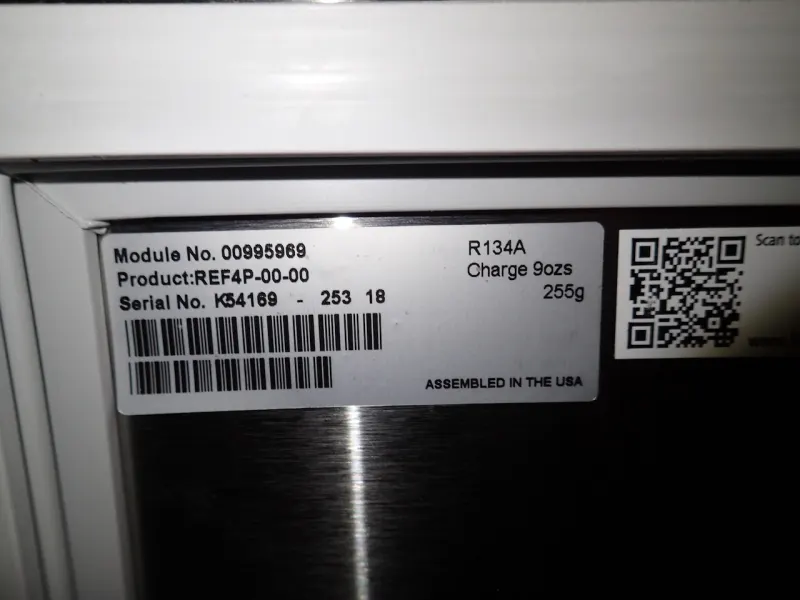 Module No. 00995969
Product:REF4P-00-00
Serial No. K54169 - 253 18
R134A
Charge 9ozs
255g
ASSEMBLED IN THE USA
Scan to